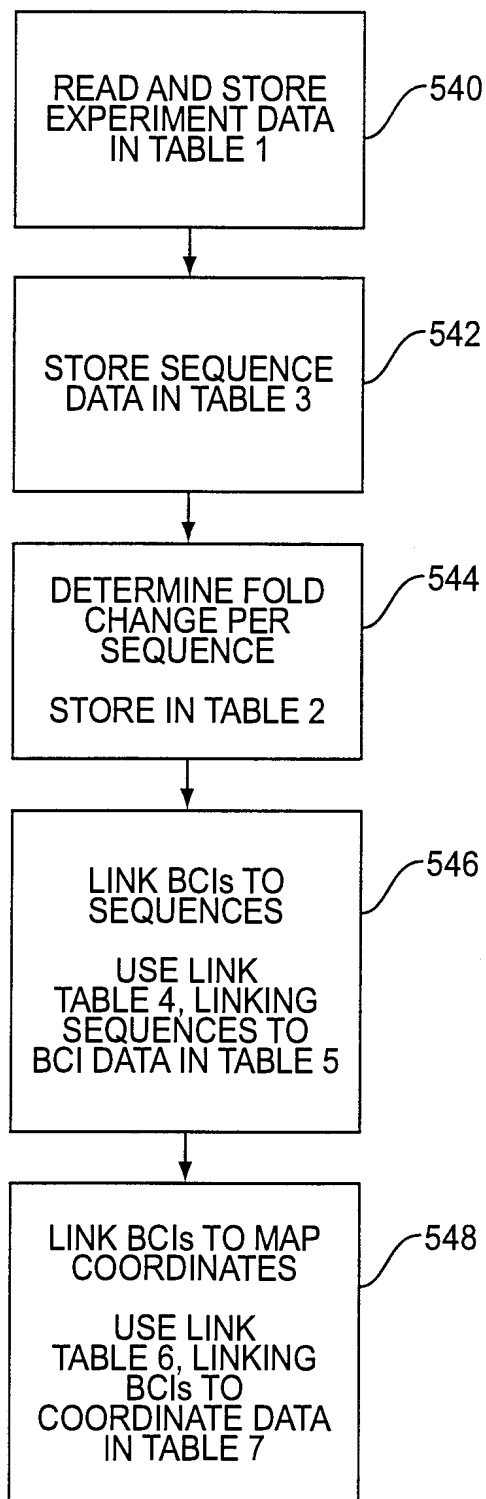 READ AND STORE
EXPERIMENT DATA
IN TABLE 1
540
STORE SEQUENCE
DATA IN TABLE 3
542
DETERMINE FOLD
CHANGE PER
SEQUENCE
STORE IN TABLE 2
544
LINK BCIs TO
SEQUENCES
USE LINK
TABLE 4, LINKING
SEQUENCES TO
BCI DATA IN TABLE 5
546
LINK BCIs TO MAP
COORDINATES
USE LINK
TABLE 6, LINKING
BCIs TO
COORDINATE DATA
IN TABLE 7
548